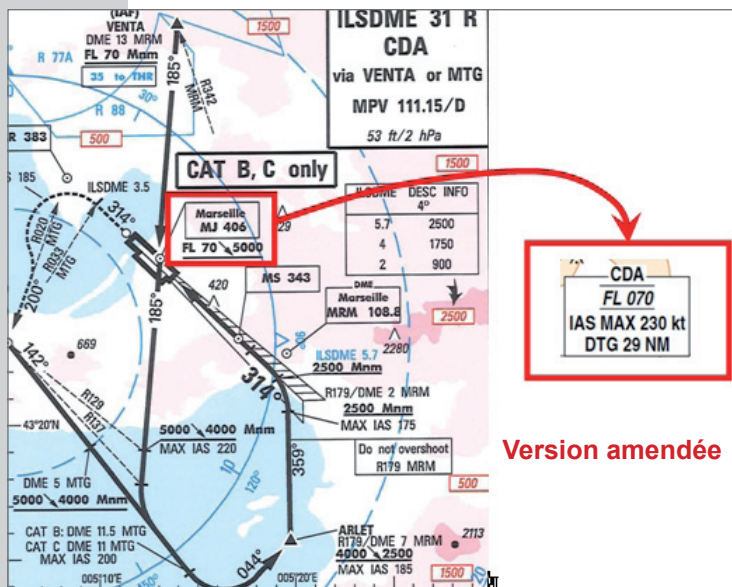 (IAF)
VENTA
DME 13 MRM
FL 70 Mnm
35 to THR
R 77A
185°
R342
MRM
1500
ILSDME 31 R
CDA
via VENTA or MTG
MPV 111.15/D
53 ft/2 hPa
30°
R 88
500
R 383
CAT B, C only
1500
S 185
ILSDME 3.5
314°
Marseille
MJ 406
FL 70 5000
29
ILSDME DESC INFO
4°
5.7 2500
4 1750
2 900
R020
MTG
R033
MTG
200°
MS 343
420
DME
Marseille
MRM 108.8
2500
185°
669
142°
ILSDME 5.7
2280
2500 Mnm
314°
R179/DME 2 MRM
2500 Mnm
MAX IAS 175
R129
R137
43°20'N
5000 4000 Mnm
MAX IAS 220
Do not overshoot
R179 MRM
359°
10
120°
500
DME 5 MTG
5000 4000 Mnm
CAT B: DME 11.5 MTG
CAT C DME 11 MTG
MAX IAS 200
ARLET
R179/DME 7 MRM
4000 2500
MAX IAS 185
2113
044°
005°10'E
150°
005°20'E
1500
20
CDA
FL 070
IAS MAX 230 kt
DTG 29 NM
Version amendée